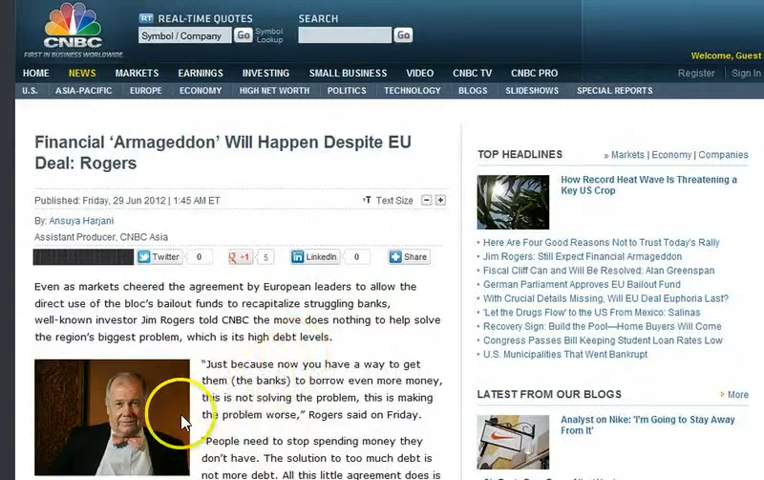 RT REAL-TIME QUOTES
SEARCH
Symbol / Company
Go
Symbol Lookup
Go
CNBC
FIRST IN BUSINESS WORLDWIDE
Welcome, Guest
HOME NEWS MARKETS EARNINGS INVESTING SMALL BUSINESS VIDEO CNBC TV CNBC PRO
Register Sign In
U.S. ASIA-PACIFIC EUROPE ECONOMY HIGH NET WORTH POLITICS TECHNOLOGY BLOGS SLIDESHOWS SPECIAL REPORTS
Financial ‘Armageddon’ Will Happen Despite EU
Deal: Rogers
Published: Friday, 29 Jun 2012 | 1:45 AM ET
Text Size
By: Ansuya Harjani
Assistant Producer, CNBC Asia
Twitter 0 +1 5 LinkedIn 0 Share
Even as markets cheered the agreement by European leaders to allow the
direct use of the bloc’s bailout funds to recapitalize struggling banks,
well-known investor Jim Rogers told CNBC the move does nothing to help solve
the region’s biggest problem, which is its high debt levels.
“Just because now you have a way to get
them (the banks) to borrow even more money,
this is not solving the problem, this is making
the problem worse,” Rogers said on Friday.
“People need to stop spending money they
don’t have. The solution to too much debt is
not more debt. All this little agreement does is
TOP HEADLINES
» Markets | Economy | Companies
How Record Heat Wave Is Threatening a
Key US Crop
Here Are Four Good Reasons Not to Trust Today's Rally
Jim Rogers: Still Expect Financial Armageddon
Fiscal Cliff Can and Will Be Resolved: Alan Greenspan
German Parliament Approves EU Bailout Fund
With Crucial Details Missing, Will EU Deal Euphoria Last?
'Let the Drugs Flow' to the US From Mexico: Salinas
Recovery Sign: Build the Pool—Home Buyers Will Come
Congress Passes Bill Keeping Student Loan Rates Low
U.S. Municipalities That Went Bankrupt
LATEST FROM OUR BLOGS
» More
Analyst on Nike: 'I'm Going to Stay Away
From It'